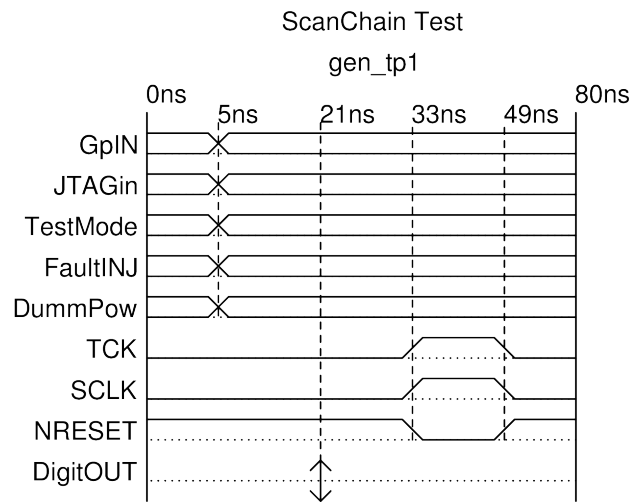 ScanChain Test
gen_tp1
0ns 80ns
5ns 21ns 33ns 49ns
GpIN
JTAGin
TestMode
FaultINJ
DummPow
TCK
SCLK
NRESET
DigitOUT